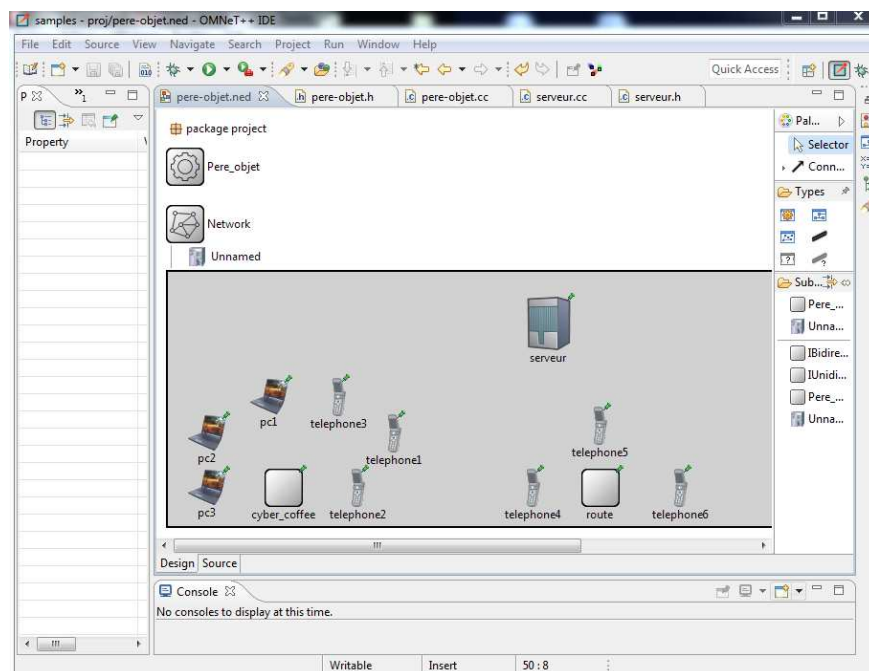 samples - proj/pere-objet.ned - OMNeT++ IDE
File Edit Source View Navigate Search Project Run Window Help
Quick Access
P
pere-objet.ned pere-objet.h pere-objet.cc serveur.cc serveur.h
Property
package project
Pere_objet
Network
Unnamed
serveur
pc1
telephone3
pc2
telephone1
telephone5
pc3
cyber_coffee
telephone2
telephone4
route
telephone6
Pal...
Selector
Conn...
Types
Sub...
Pere_...
Unna...
IBidire...
IUnidi...
Pere_...
Unna...
Design Source
Console
No consoles to display at this time.
Writable Insert 50 : 8